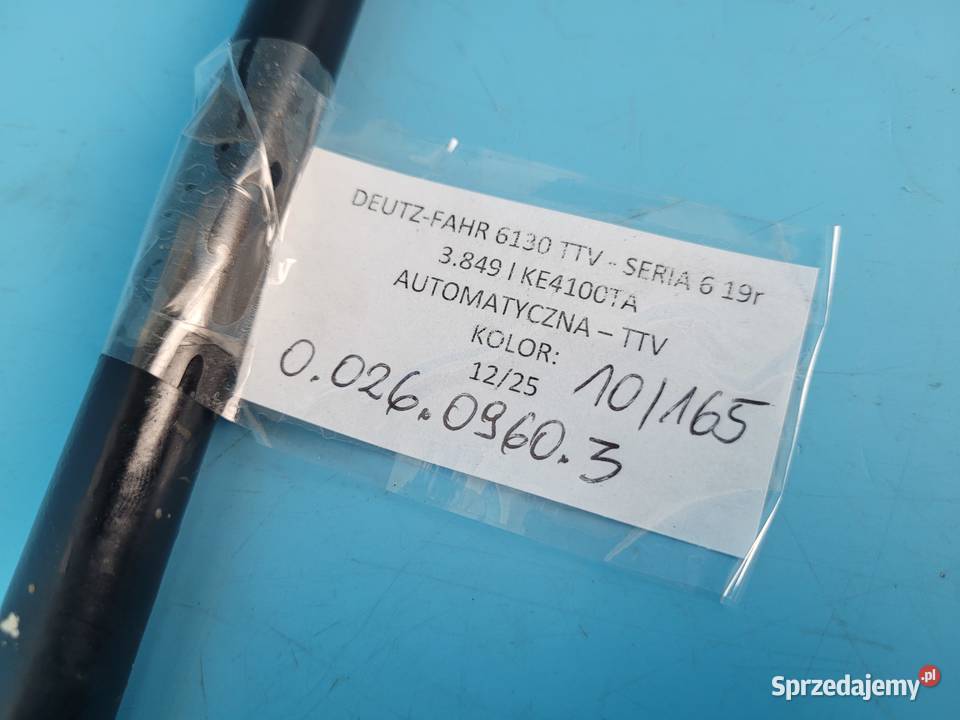 DEUTZ-FAHR 6130 TTV - SERIA 6 19r
3.849 l KE4100TA
AUTOMATYCZNA – TTV
KOLOR:
12/25 10/165
0.026.0960.3
Sprzedajemy.pl